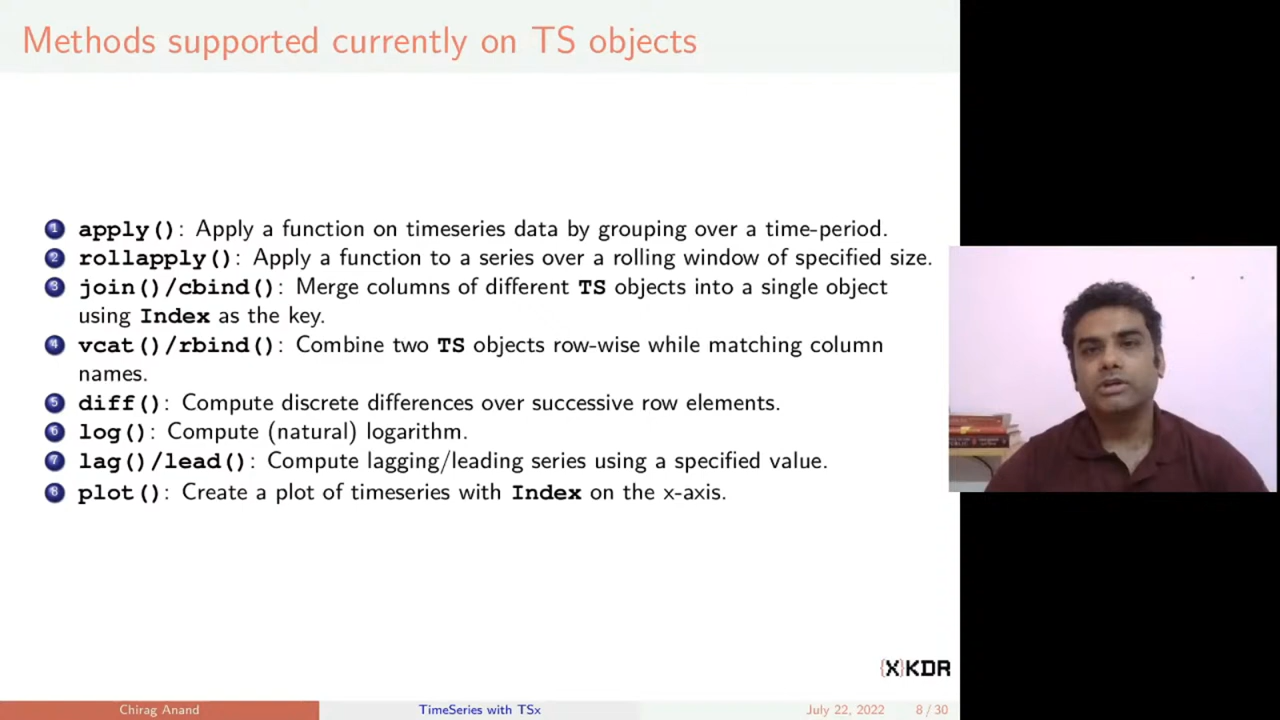 Methods supported currently on TS objects
1 apply(): Apply a function on timeseries data by grouping over a time-period.
2 rollapply(): Apply a function to a series over a rolling window of specified size.
3 join()/cbind(): Merge columns of different TS objects into a single object
using Index as the key.
4 vcat()/rbind(): Combine two TS objects row-wise while matching column
names.
5 diff(): Compute discrete differences over successive row elements.
6 log(): Compute (natural) logarithm.
7 lag()/lead(): Compute lagging/leading series using a specified value.
8 plot(): Create a plot of timeseries with Index on the x-axis.
{X}KDR
Chirag Anand TimeSeries with TSx July 22, 2022 8 / 30